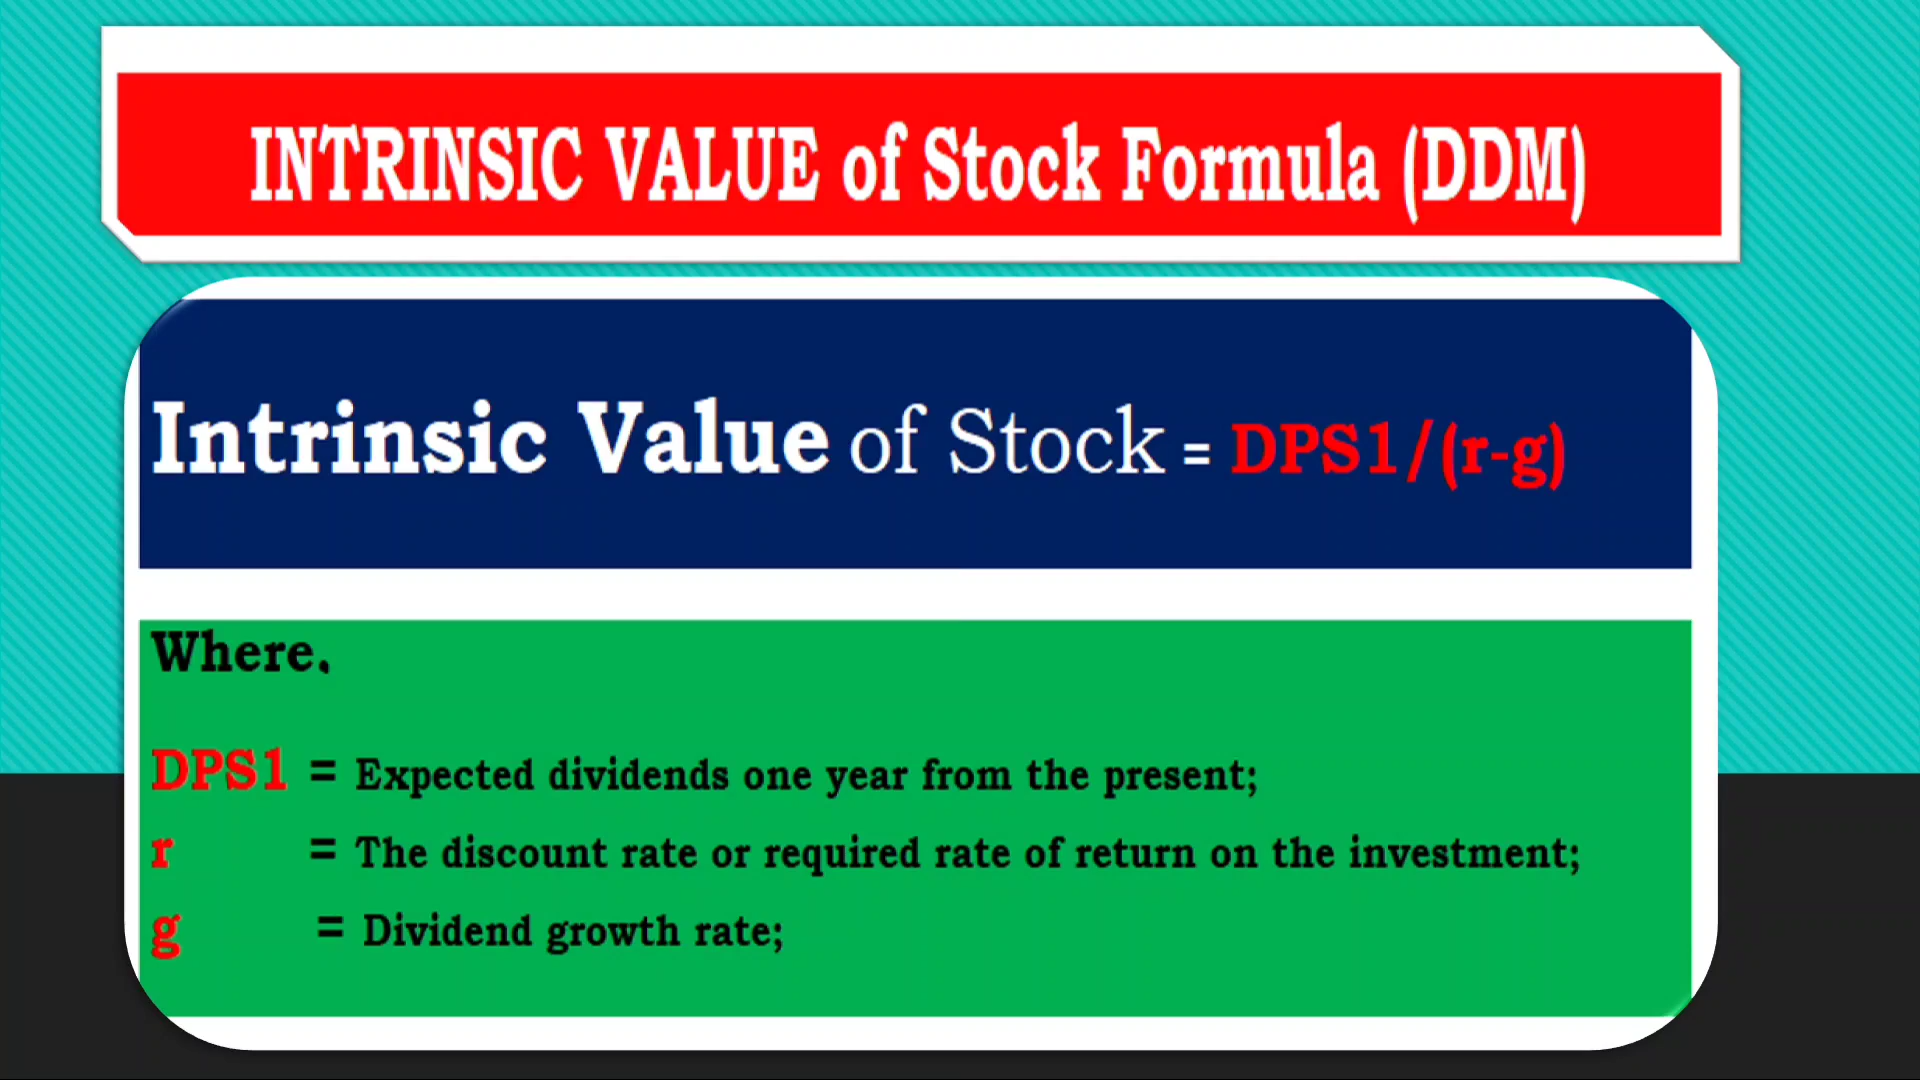 INTRINSIC VALUE of Stock Formula (DDM)
Intrinsic Value of Stock = DPS1/(r-g)
Where,
DPS1 = Expected dividends one year from the present;
r = The discount rate or required rate of return on the investment;
g = Dividend growth rate;